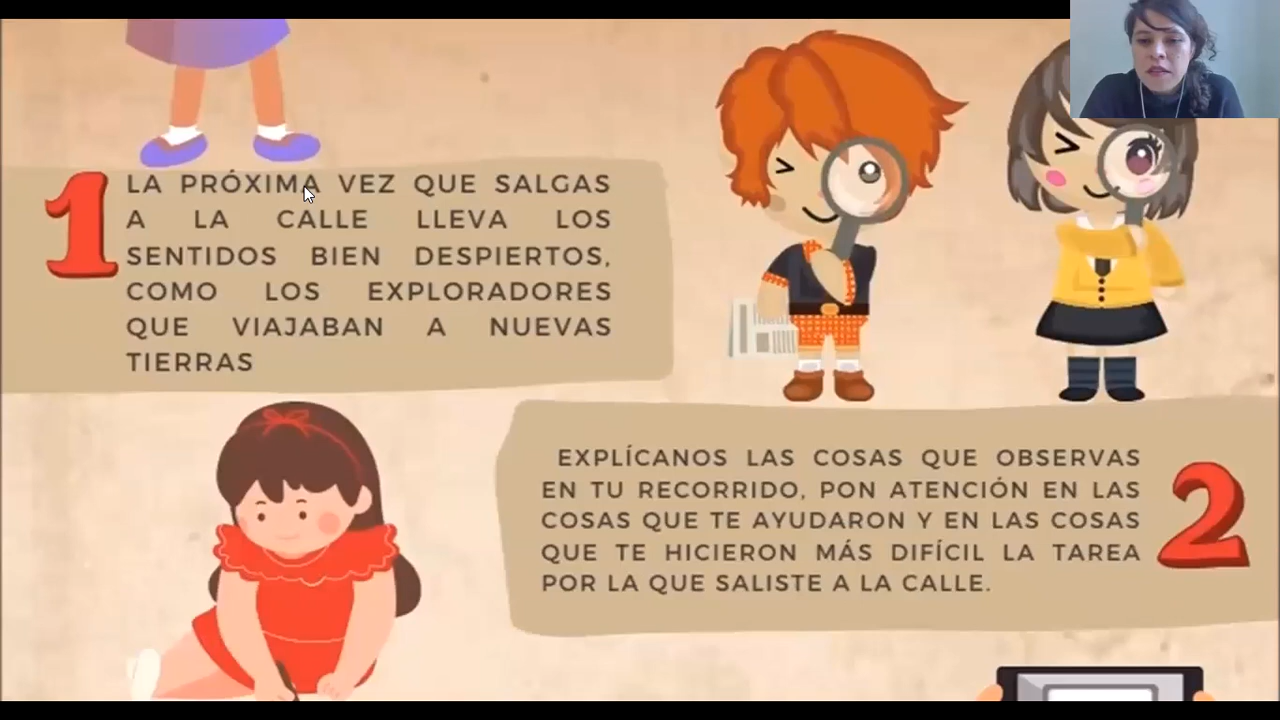 1
LA PRÓXIMA VEZ QUE SALGAS
A LA CALLE LLEVA LOS
SENTIDOS BIEN DESPIERTOS,
COMO LOS EXPLORADORES
QUE VIAJABAN A NUEVAS
TIERRAS
EXPLÍCANOS LAS COSAS QUE OBSERVAS
EN TU RECORRIDO, PON ATENCIÓN EN LAS
COSAS QUE TE AYUDARON Y EN LAS COSAS
QUE TE HICIERON MÁS DIFÍCIL LA TAREA
POR LA QUE SALISTE A LA CALLE.
2